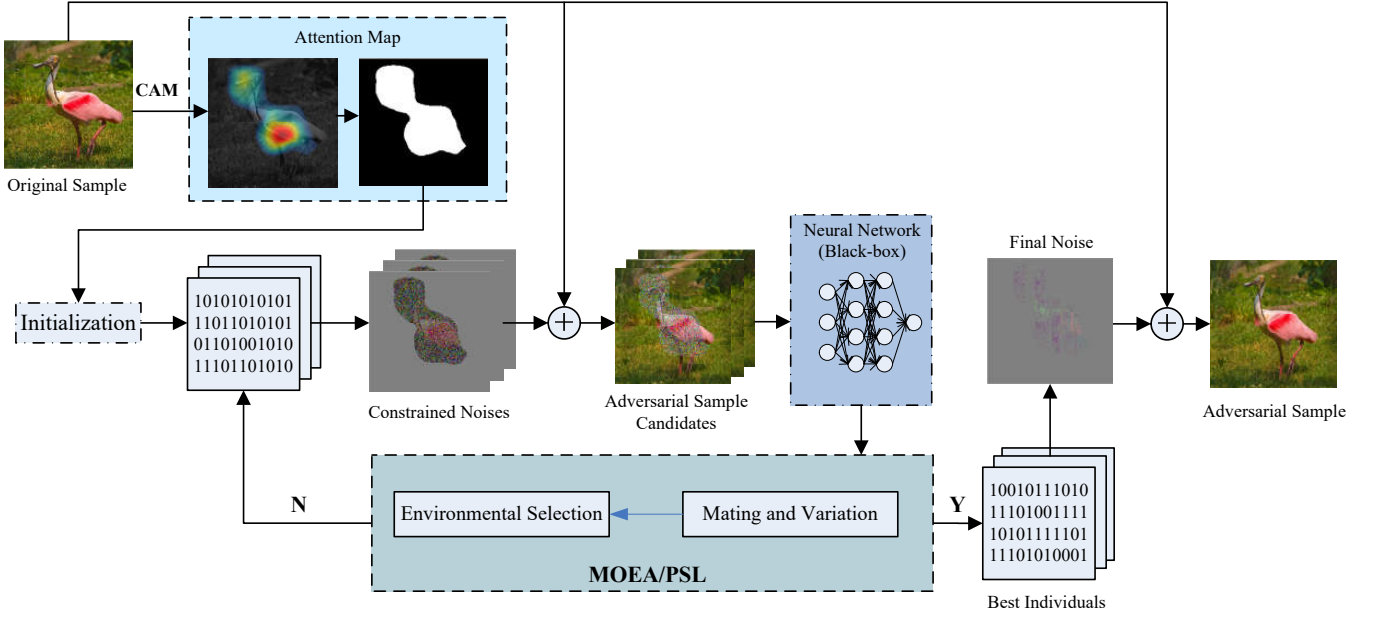 Attention Map
CAM
Original Sample
Neural Network
(Black-box)
Final Noise
Initialization
10101010101
11011010101
01101001010
11101101010
Constrained Noises
Adversarial Sample
Candidates
Adversarial Sample
N
Environmental Selection
Mating and Variation
Y
MOEA/PSL
10010111010
11101001111
10101111101
11101010001
Best Individuals